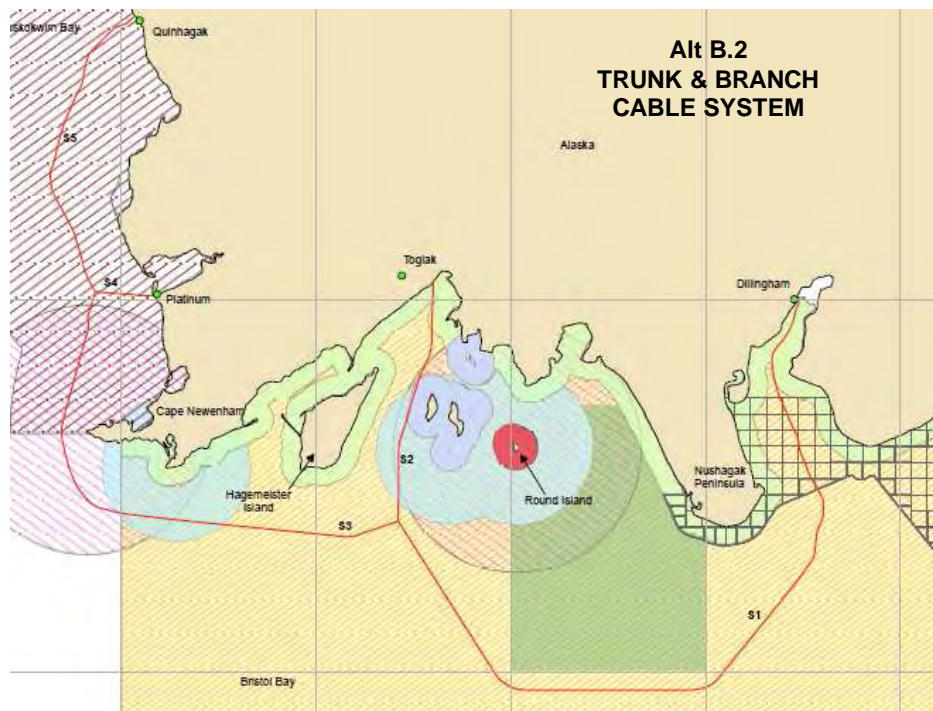 Alt B.2
TRUNK & BRANCH
CABLE SYSTEM
uskokwim Bay
Quinhagak
S5
Alaska
Togiak
S4
Platinum
Dillingham
Cape Newenham
S2
Hagemeister
Island
Round Island
Nushagak
Peninsula
S3
S1
Bristol Bay